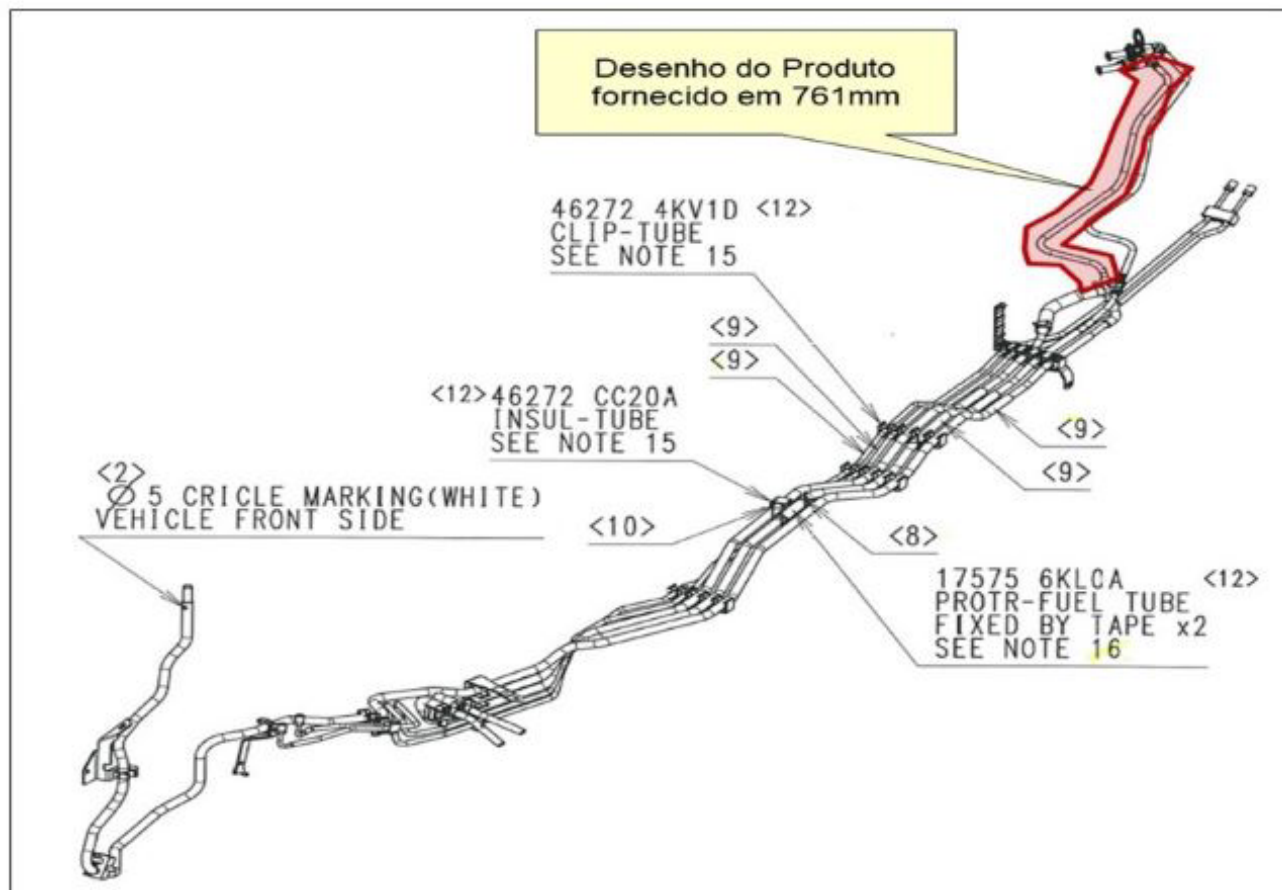 Desenho do Produto
fornecido em 761mm
46272 4KV1D <12>
CLIP-TUBE
SEE NOTE 15
<9>
<9>
<12>46272 CC20A
INSUL-TUBE
SEE NOTE 15
<9>
<9>
<2>
∅ 5 CRICLE MARKING(WHITE)
VEHICLE FRONT SIDE
<10>
<8>
17575 6KLCA <12>
PROTR-FUEL TUBE
FIXED BY TAPE x2
SEE NOTE 16